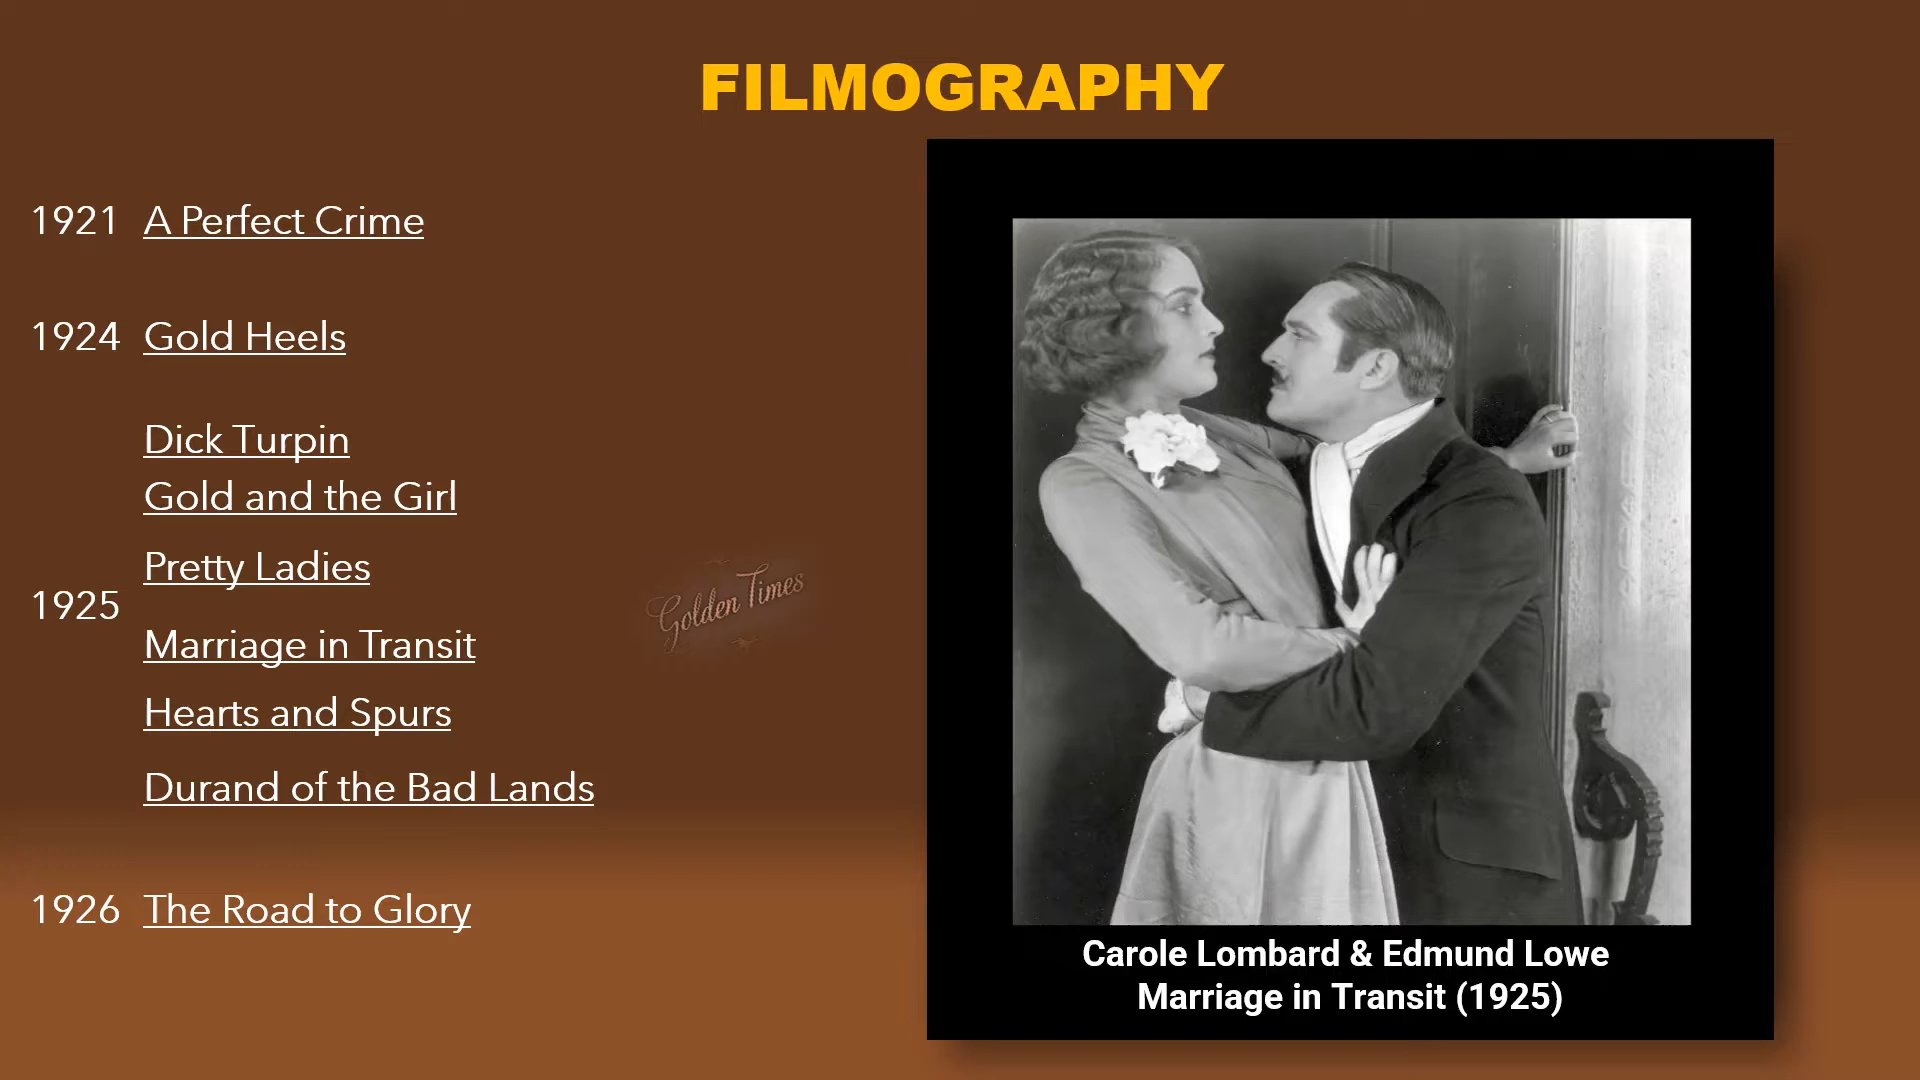 FILMOGRAPHY
1921 A Perfect Crime
1924 Gold Heels
Dick Turpin
Gold and the Girl
Pretty Ladies
1925
Marriage in Transit
Hearts and Spurs
Durand of the Bad Lands
1926 The Road to Glory
Golden Times
Carole Lombard & Edmund Lowe
Marriage in Transit (1925)